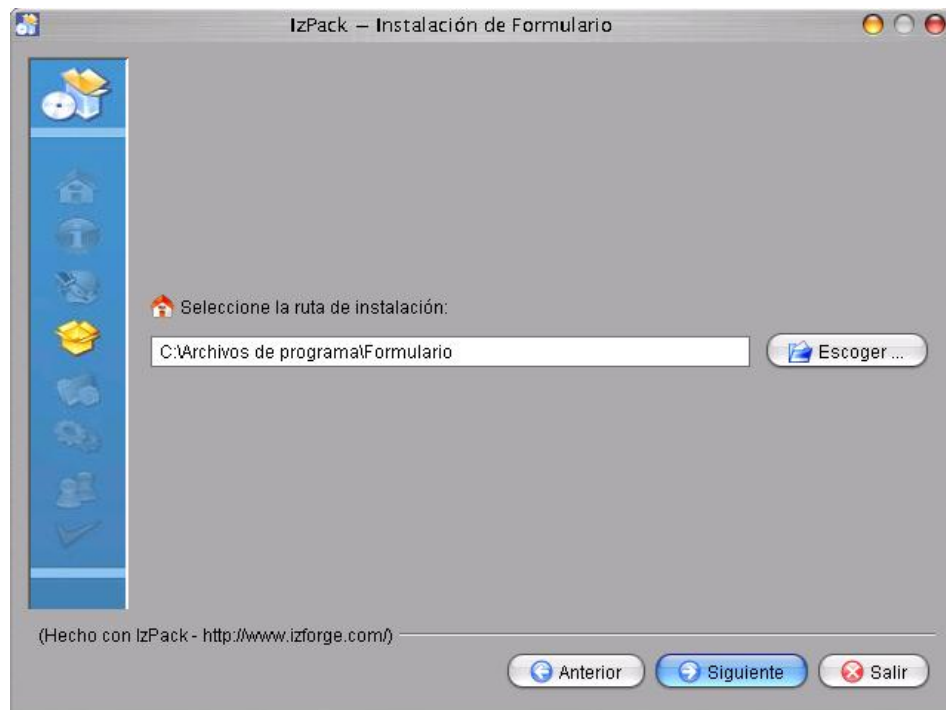 IzPack – Instalación de Formulario
Seleccione la ruta de instalación:
C:\Archivos de programa\Formulario
Escoger ...
(Hecho con IzPack - http://www.izforge.com/)
Anterior
Siguiente
Salir